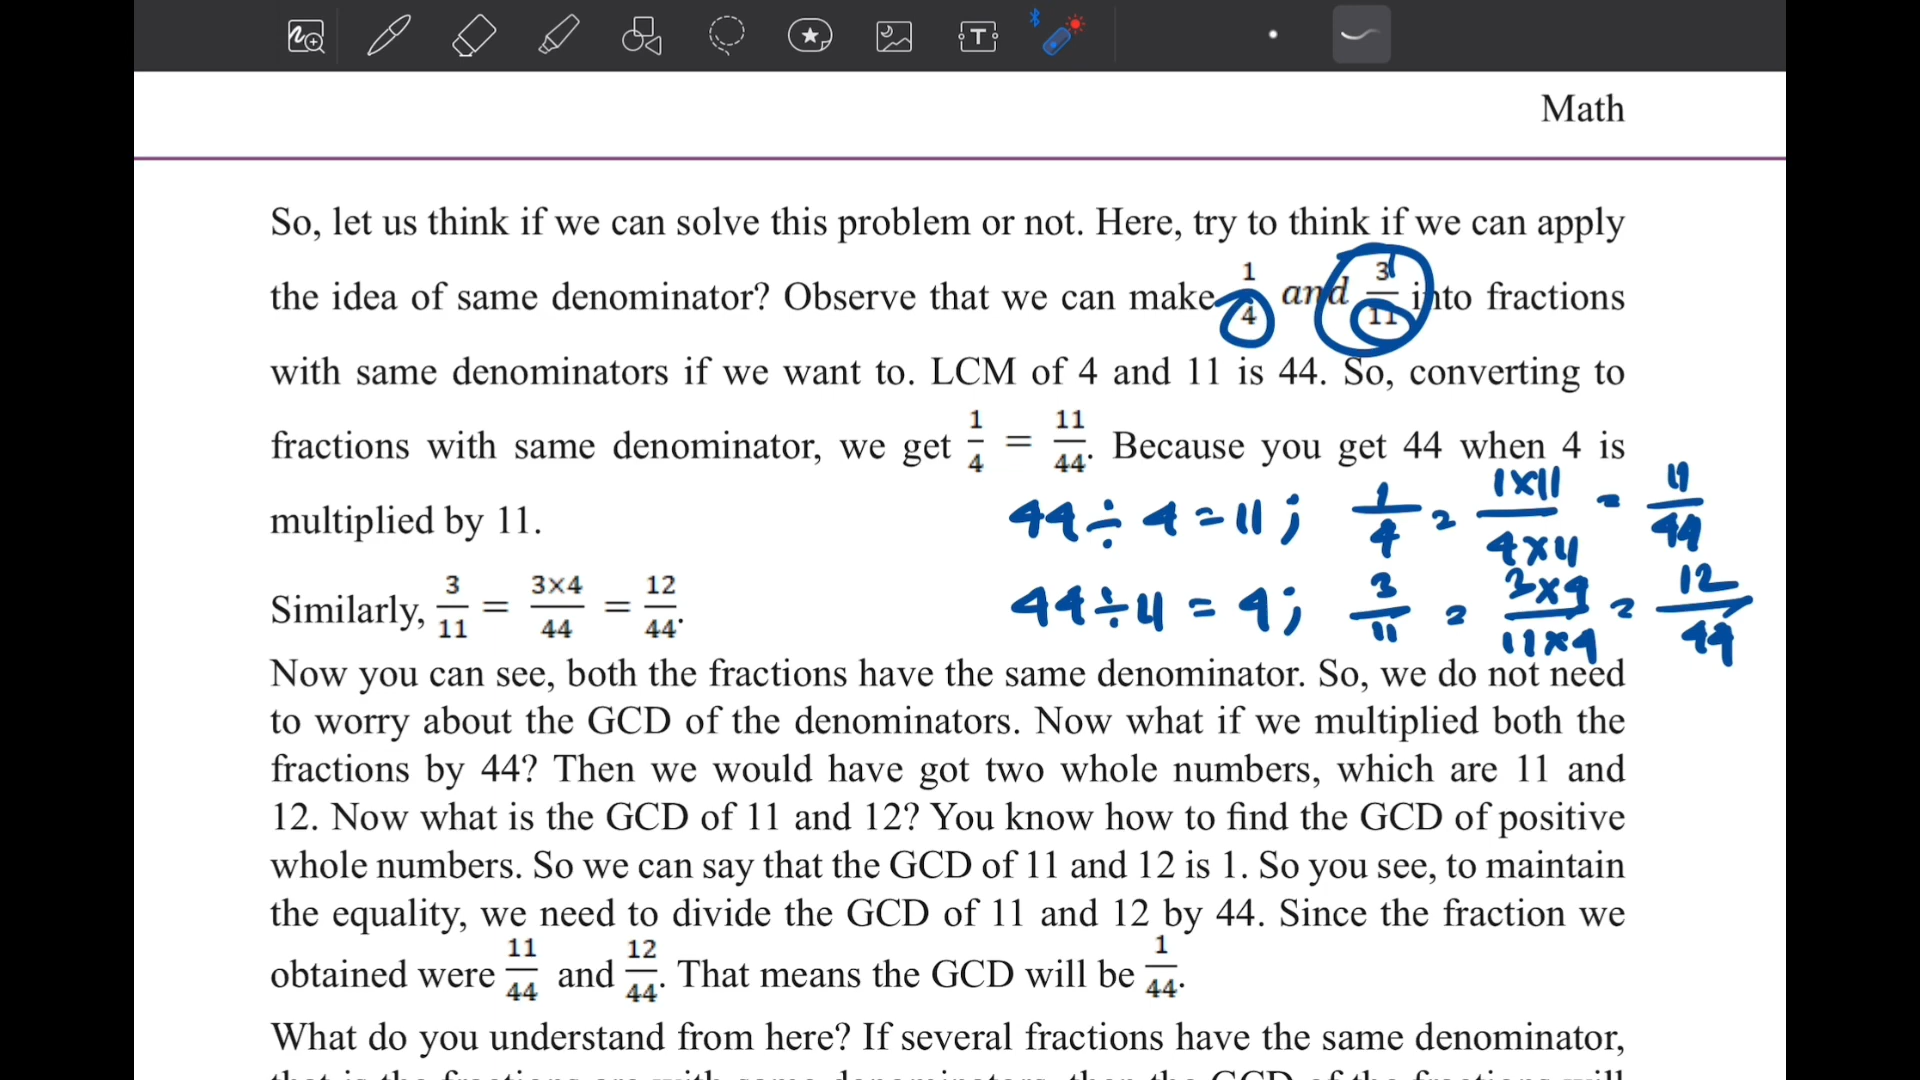 Math
So, let us think if we can solve this problem or not. Here, try to think if we can apply
the idea of same denominator? Observe that we can make 1/4 and 3/11 into fractions
with same denominators if we want to. LCM of 4 and 11 is 44. So, converting to
fractions with same denominator, we get 1/4 = 11/44. Because you get 44 when 4 is
multiplied by 11.
44 ÷ 4 = 11; 1/4 = 1×11/4×11 = 11/44
Similarly, 3/11 = 3×4/44 = 12/44.
44 ÷ 11 = 4; 3/11 = 3×4/11×4 = 12/44
Now you can see, both the fractions have the same denominator. So, we do not need
to worry about the GCD of the denominators. Now what if we multiplied both the
fractions by 44? Then we would have got two whole numbers, which are 11 and
12. Now what is the GCD of 11 and 12? You know how to find the GCD of positive
whole numbers. So we can say that the GCD of 11 and 12 is 1. So you see, to maintain
the equality, we need to divide the GCD of 11 and 12 by 44. Since the fraction we
obtained were 11/44 and 12/44. That means the GCD will be 1/44.
What do you understand from here? If several fractions have the same denominator,